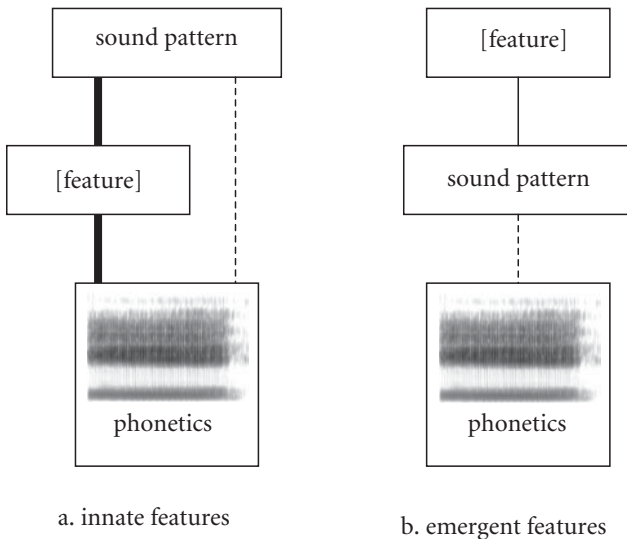 sound pattern
[feature]
phonetics
a. innate features
[feature]
sound pattern
phonetics
b. emergent features